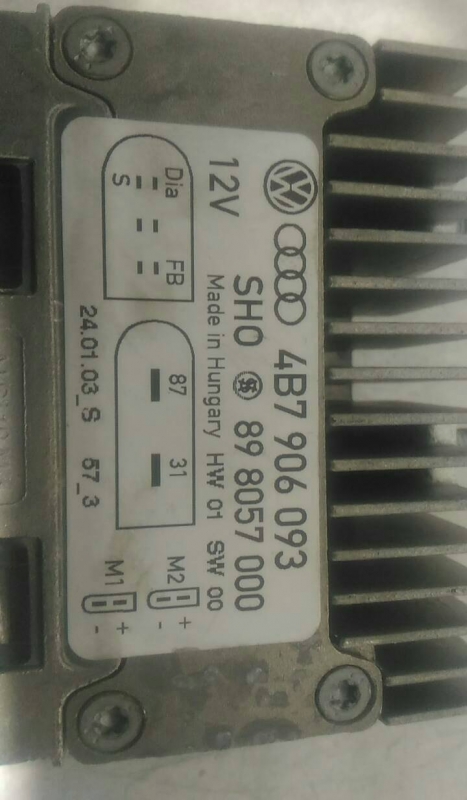 4B7 906 093
SHO 89 8057 000
12V Made in Hungary HW 01 SW 00
Dia FB
S
87 31
M2 + -
M1 + -
24.01.03_S 57_3